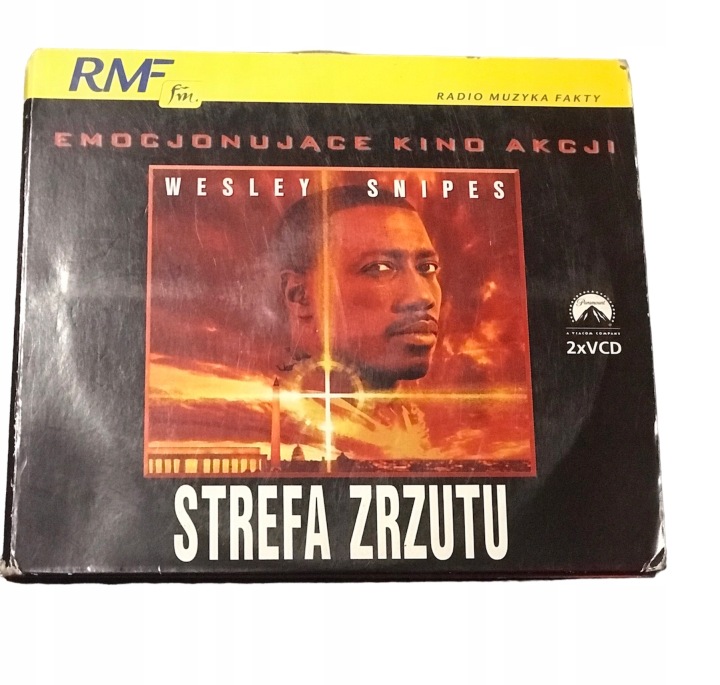 RMF
fm.
RADIO MUZYKA FAKTY
EMOCJONUJĄCE KINO AKCJI
WESLEY SNIPES
Paramount
A VIACOM COMPANY
2xVCD
STREFA ZRZUTU